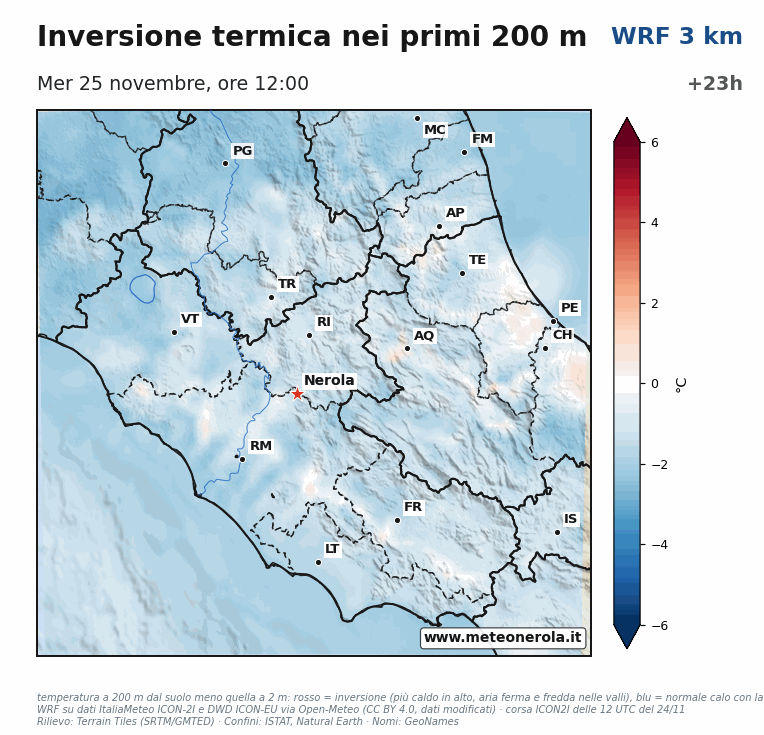 Inversione termica nei primi 200 m WRF 3 km
Mer 25 novembre, ore 12:00 +23h
MC
FM
PG
AP
TE
TR
PE
VT
RI
AQ
CH
Nerola
RM
FR
IS
LT
www.meteonerola.it
6
4
2
0
−2
−4
−6
°C
temperatura a 200 m dal suolo meno quella a 2 m: rosso = inversione (più caldo in alto, aria ferma e fredda nelle valli), blu = normale calo con la
WRF su dati ItaliaMeteo ICON-2I e DWD ICON-EU via Open-Meteo (CC BY 4.0, dati modificati) · corsa ICON2I delle 12 UTC del 24/11
Rilievo: Terrain Tiles (SRTM/GMTED) · Confini: ISTAT, Natural Earth · Nomi: GeoNames